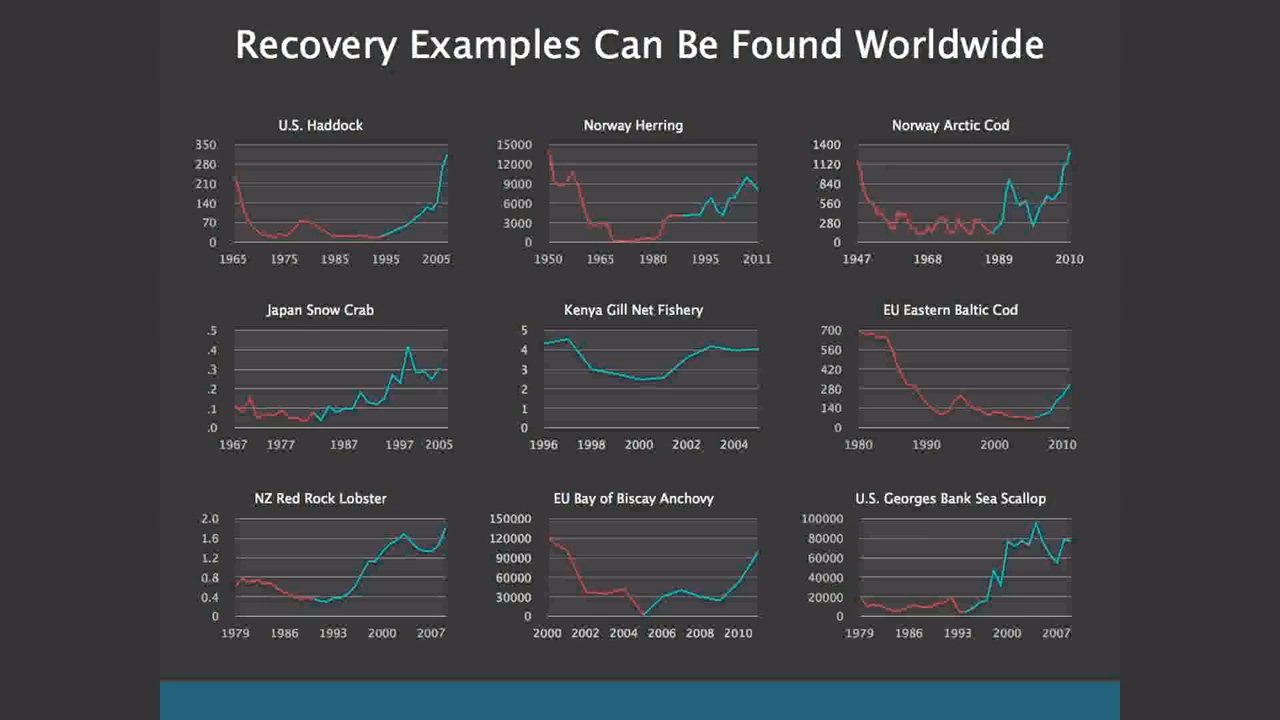 Recovery Examples Can Be Found Worldwide
U.S. Haddock
350
280
210
140
70
0
1965 1975 1985 1995 2005
Norway Herring
15000
12000
9000
6000
3000
0
1950 1965 1980 1995 2011
Norway Arctic Cod
1400
1120
840
560
280
0
1947 1968 1989 2010
Japan Snow Crab
.5
.4
.3
.2
.1
.0
1967 1977 1987 1997 2005
Kenya Gill Net Fishery
5
4
3
2
1
0
1996 1998 2000 2002 2004
EU Eastern Baltic Cod
700
560
420
280
140
0
1980 1990 2000 2010
NZ Red Rock Lobster
2.0
1.6
1.2
0.8
0.4
0
1979 1986 1993 2000 2007
EU Bay of Biscay Anchovy
150000
120000
90000
60000
30000
0
2000 2002 2004 2006 2008 2010
U.S. Georges Bank Sea Scallop
100000
80000
60000
40000
20000
0
1979 1986 1993 2000 2007